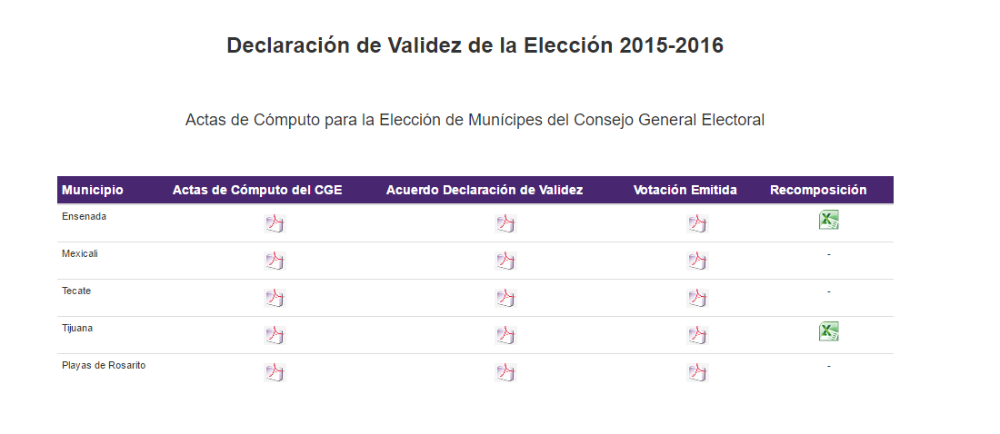 Declaración de Validez de la Elección 2015-2016
Actas de Cómputo para la Elección de Munícipes del Consejo General Electoral
Municipio Actas de Cómputo del CGE Acuerdo Declaración de Validez Votación Emitida Recomposición
Ensenada
Mexicali -
Tecate -
Tijuana
Playas de Rosarito -